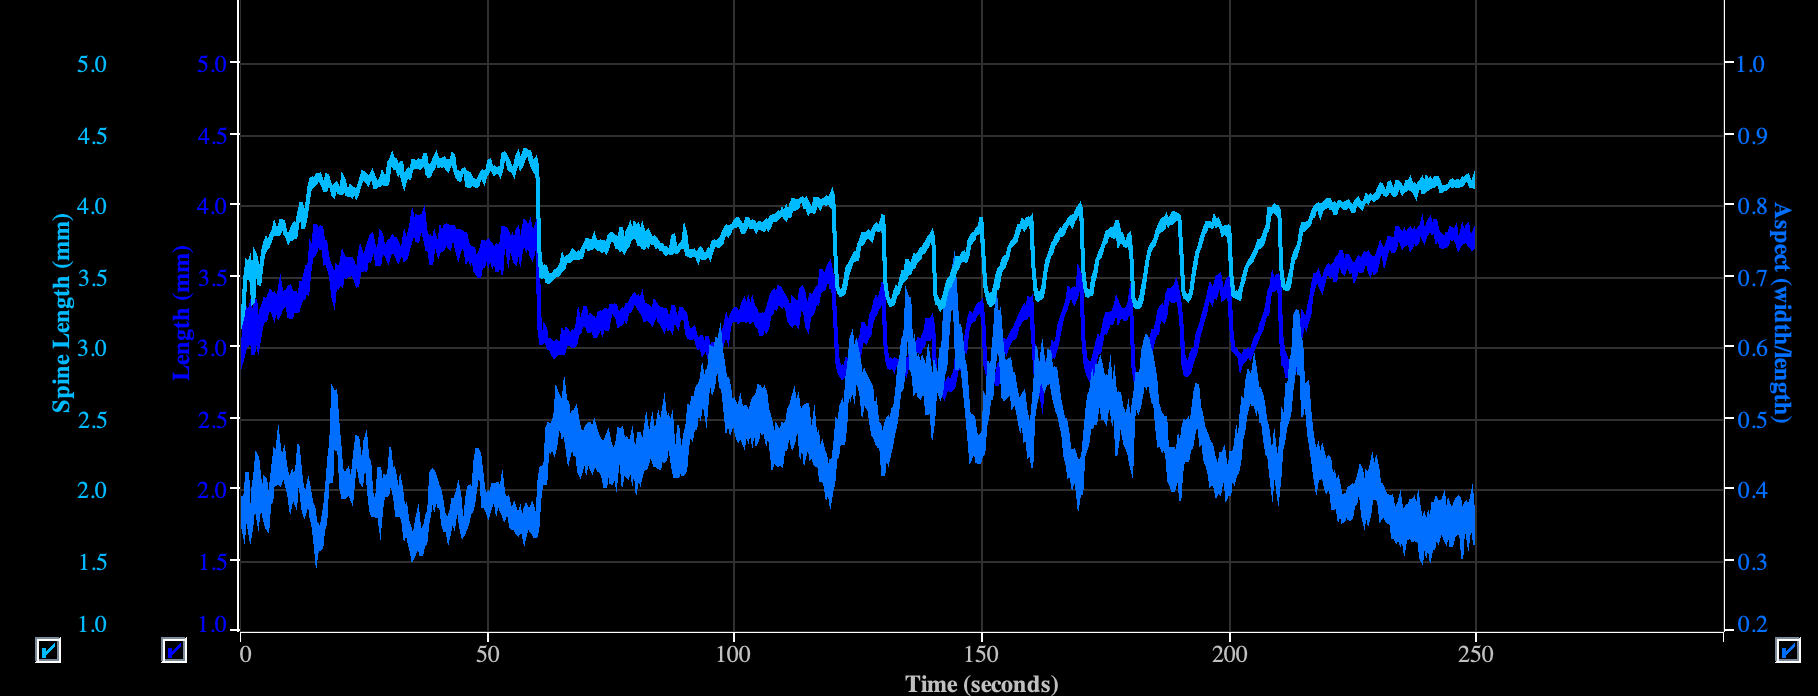 5.0 5.0 1.0
4.5 4.5 0.9
4.0 4.0 0.8
3.5 3.5 0.7
3.0 3.0 0.6
2.5 2.5 0.5
2.0 2.0 0.4
1.5 1.5 0.3
1.0 1.0 0.2
Spine Length (mm)
Length (mm)
Aspect (width/length)
0 50 100 150 200 250
Time (seconds)